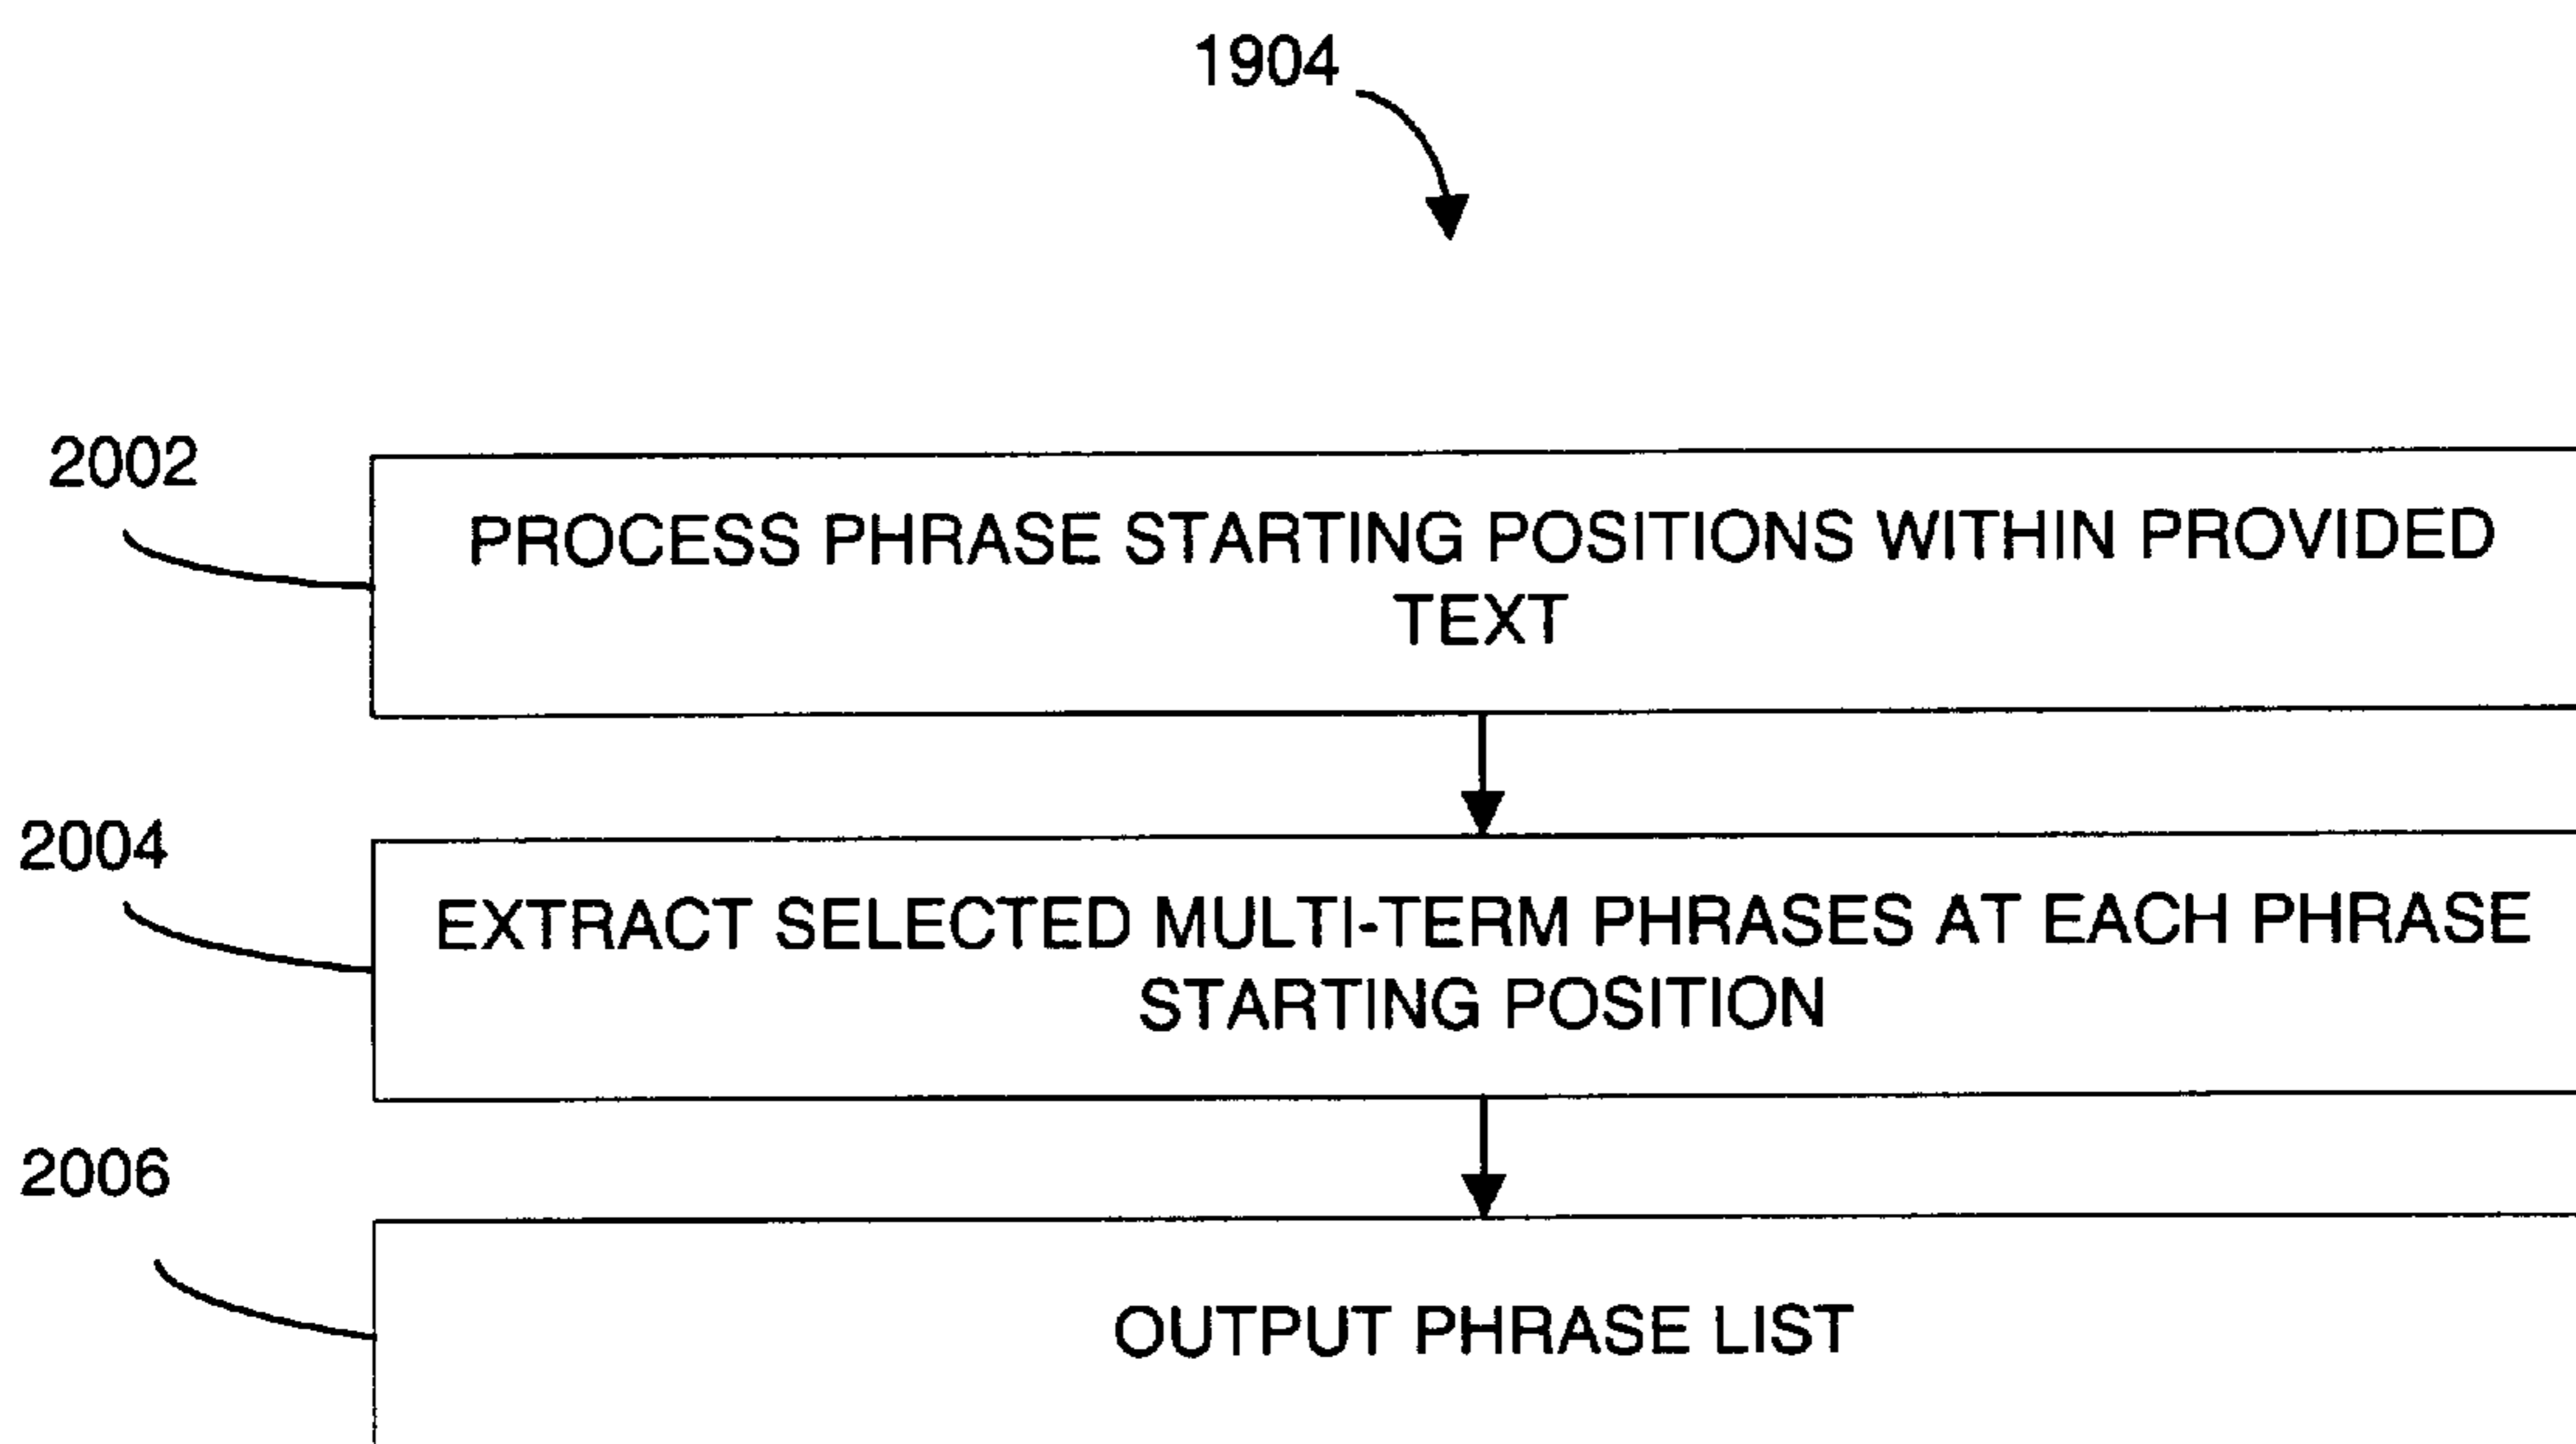 1904
2002
PROCESS PHRASE STARTING POSITIONS WITHIN PROVIDED
TEXT
2004
EXTRACT SELECTED MULTI-TERM PHRASES AT EACH PHRASE
STARTING POSITION
2006
OUTPUT PHRASE LIST